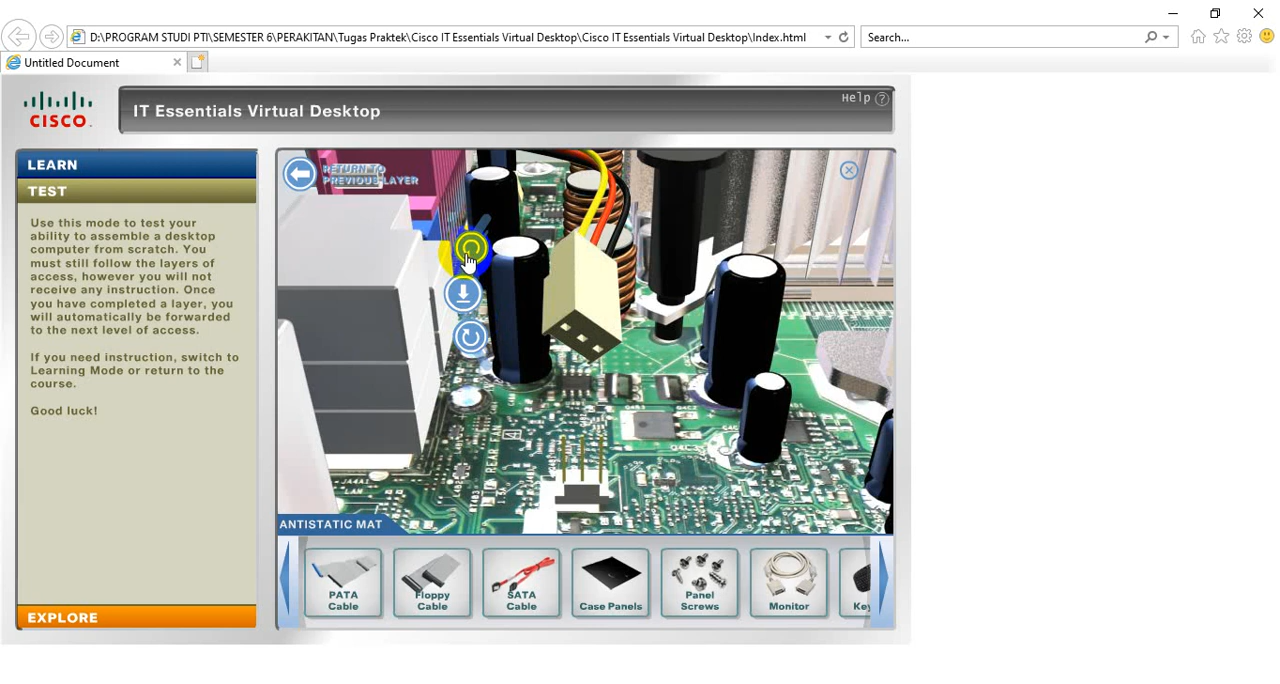 D:\PROGRAM STUDI PTI\SEMESTER 6\PERAKITAN\Tugas Praktek\Cisco IT Essentials Virtual Desktop\Cisco IT Essentials Virtual Desktop\Index.html
Search...
Untitled Document
CISCO
IT Essentials Virtual Desktop
Help ?
LEARN
TEST
Use this mode to test your
ability to assemble a desktop
computer from scratch. You
must still follow the layers of
access, however you will not
receive any instruction. Once
you have completed a layer, you
will automatically be forwarded
to the next level of access.
If you need instruction, switch to
Learning Mode or return to the
course.
Good luck!
EXPLORE
RETURN TO
PREVIOUS LAYER
REAR FAN
ANTISTATIC MAT
PATA
Cable
Floppy
Cable
SATA
Cable
Case Panels
Panel
Screws
Monitor
Key